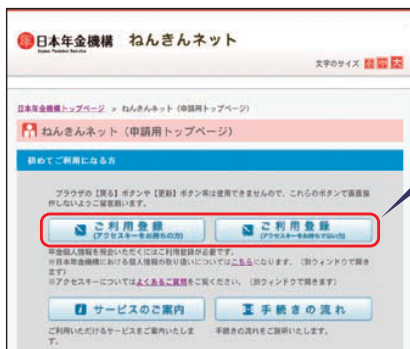 日本年金機構 ねんきんネット
Japan Pension Service
文字のサイズ 小 中 大
日本年金機構トップページ > ねんきんネット（申請用トップページ）
ねんきんネット（申請用トップページ）
初めてご利用になる方
ブラウザの【戻る】ボタンや【更新】ボタン等は使用できませんので、これらのボタンで画面操
作しないようご留意願います。
ご利用登録
(アクセスキーをお持ちの方)
ご利用登録
(アクセスキーをお持ちでない方)
年金個人情報を照会いただくにはご利用登録が必要です。
※日本年金機構における個人情報の取り扱いについてはこちらになります。（別ウィンドウで開き
ます）
※アクセスキーについてはよくあるご質問をご覧ください。（別ウィンドウで開きます）
サービスのご案内
手続きの流れ
ご利用いただけるサービスをご案内いたしま
す。
手続きの流れをご説明いたします。